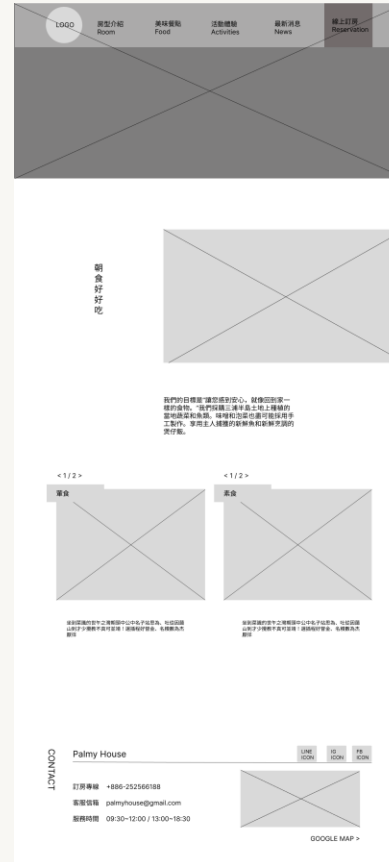 LOGO
房型介紹
Room
美味餐點
Food
活動體驗
Activities
最新消息
News
線上訂房
Reservation
朝食好好吃
我們的目標是"讓您感到安心、就像回到家一
樣的食物。"我們採購三浦半島土地上種植的
當地蔬菜和魚類。味噌和泡菜也盡可能採用手
工製作。享用主人捕獲的新鮮魚和新鮮烹調的
煲仔飯。
< 1 / 2 >
葷食
< 1 / 2 >
素食
CONTACT
Palmy House
LINE
ICON
IG
ICON
FB
ICON
訂房專線 +886-252566188
客服信箱 palmyhouse@gmail.com
服務時間 09:30~12:00 / 13:00~18:30
GOOGLE MAP >